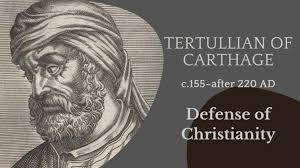 TERTULLIAN OF
CARTHAGE
c.155–after 220 AD
Defense of
Christianity